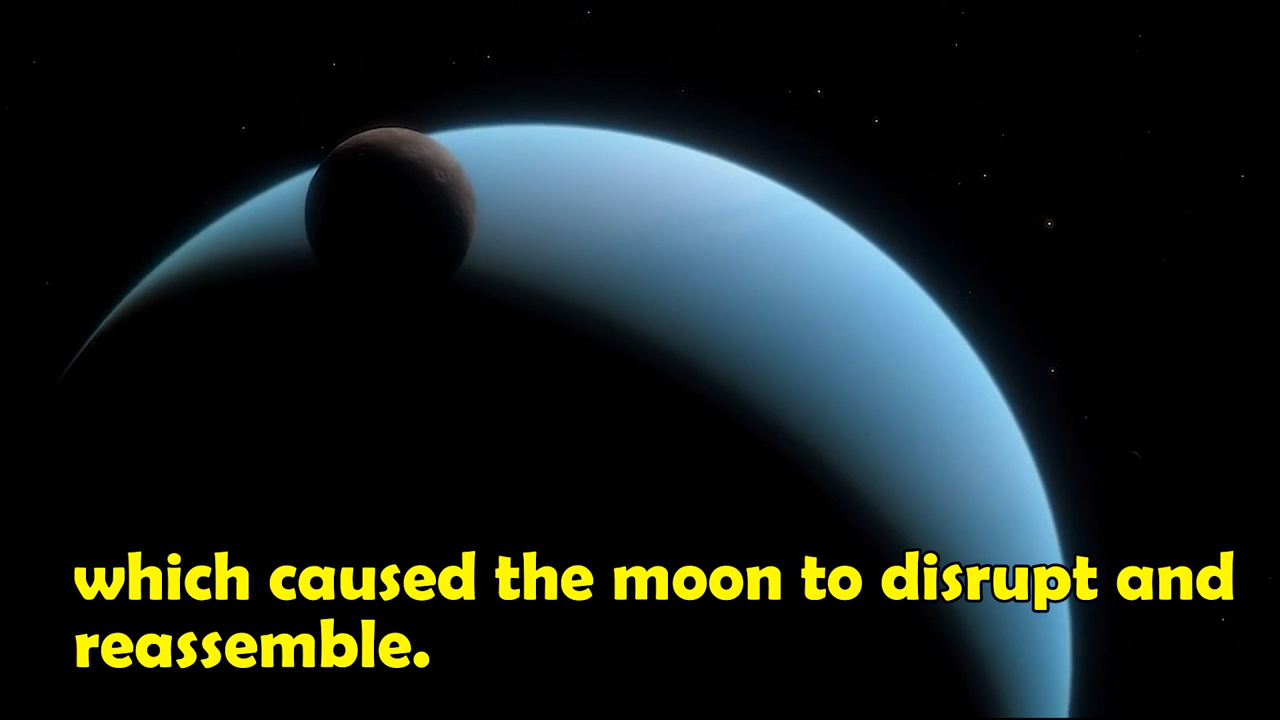 which caused the moon to disrupt and
reassemble.